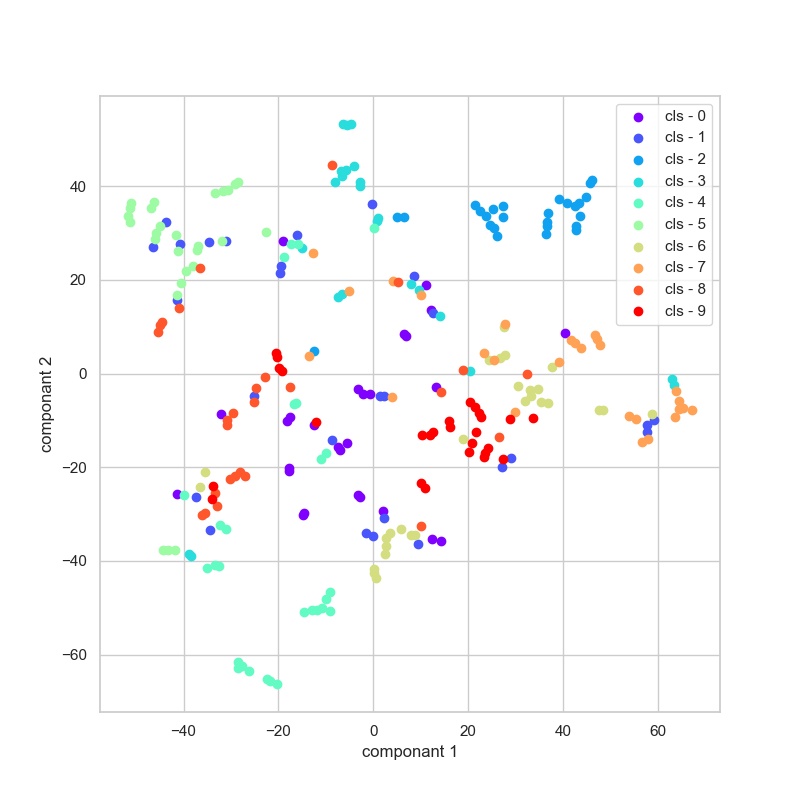 cls - 0
cls - 1
cls - 2
cls - 3
cls - 4
cls - 5
cls - 6
cls - 7
cls - 8
cls - 9
40
20
0
−20
−40
−60
componant 2
−40 −20 0 20 40 60
componant 1